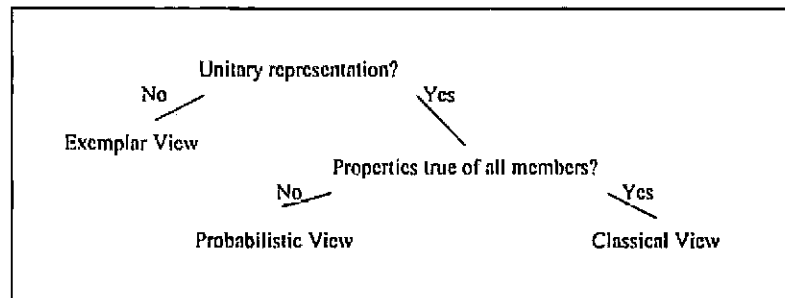 Unitary representation?
No
Yes
Exemplar View
Properties true of all members?
No
Yes
Probabilistic View
Classical View